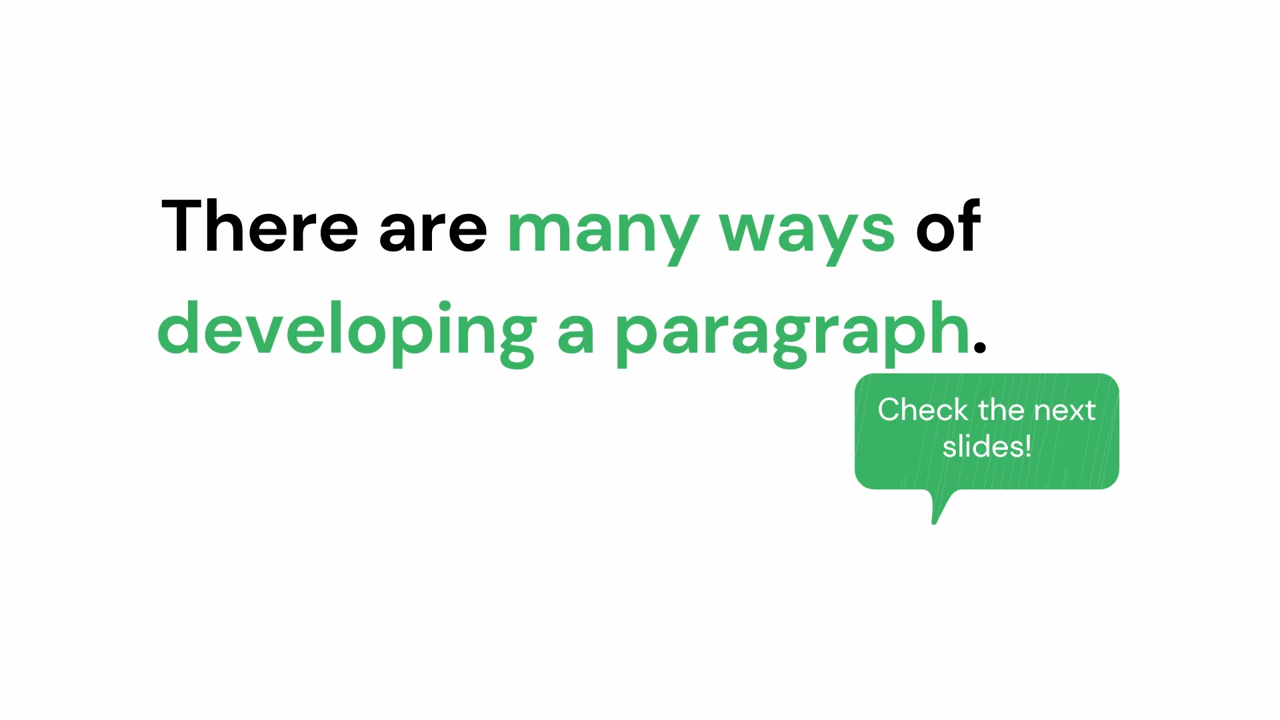 There are many ways of
developing a paragraph.
Check the next
slides!